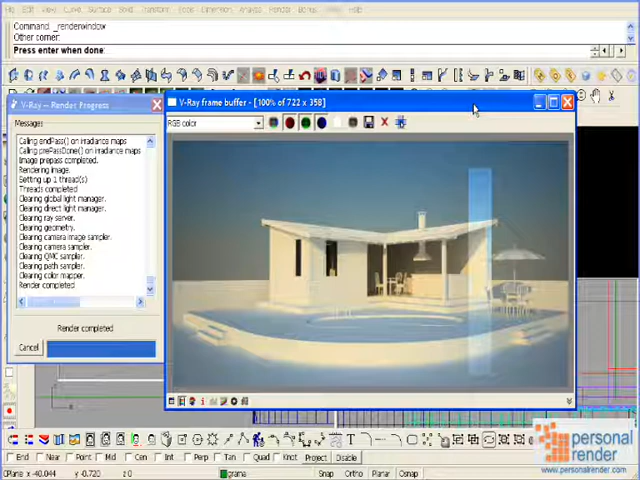 Command: _renderwindow
Other corner:
Press enter when done:
V-Ray -- Render Progress
Messages
Calling endPass() on irradiance maps
Calling prePassDone() on irradiance maps
Image prepass completed.
Rendering image.
Setting up 1 thread(s)
Threads completed
Clearing global light manager.
Clearing direct light manager.
Clearing ray server.
Clearing geometry.
Clearing camera image sampler.
Clearing camera sampler.
Clearing QMC sampler.
Clearing path sampler.
Clearing color mapper.
Render completed
Render completed
Cancel
V-Ray frame buffer - [100% of 722 x 358]
RGB color
End Near Point Mid Cen Int Perp Tan Quad Knot Project Disable
CPlane x -40.044 y -0.720 z grama Snap Ortho Planar Osnap
personal
render
www.personalrender.com